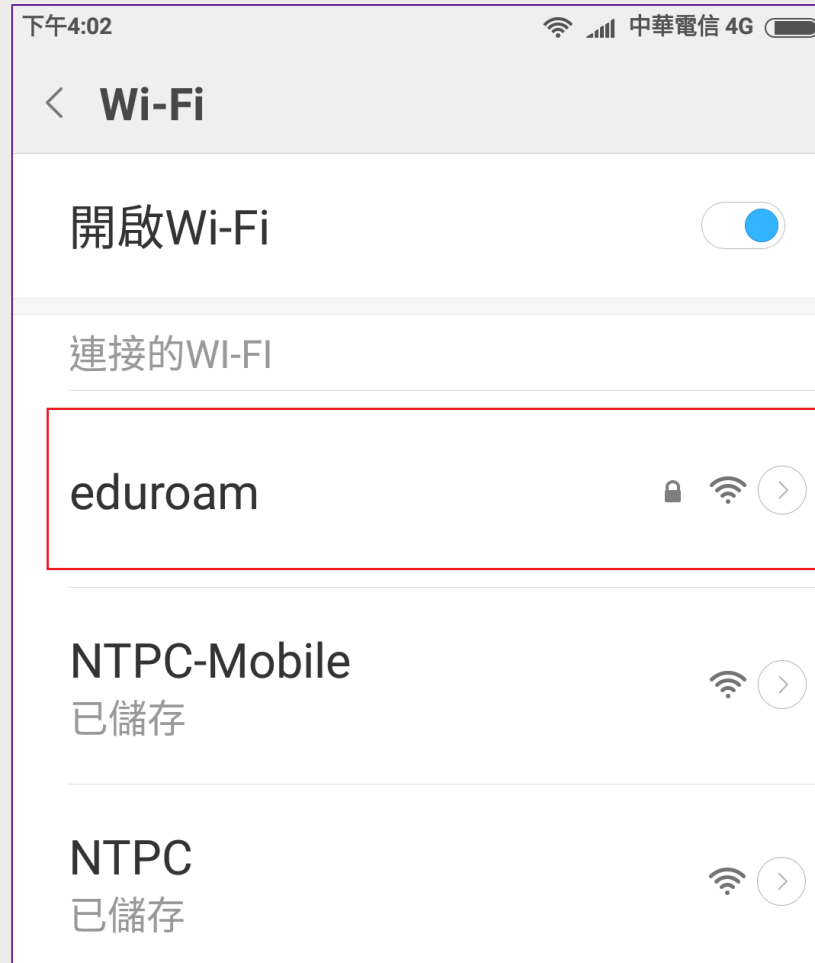 下午4:02 中華電信 4G
Wi-Fi
開啟Wi-Fi
連接的WI-FI
eduroam
NTPC-Mobile
已儲存
NTPC
已儲存